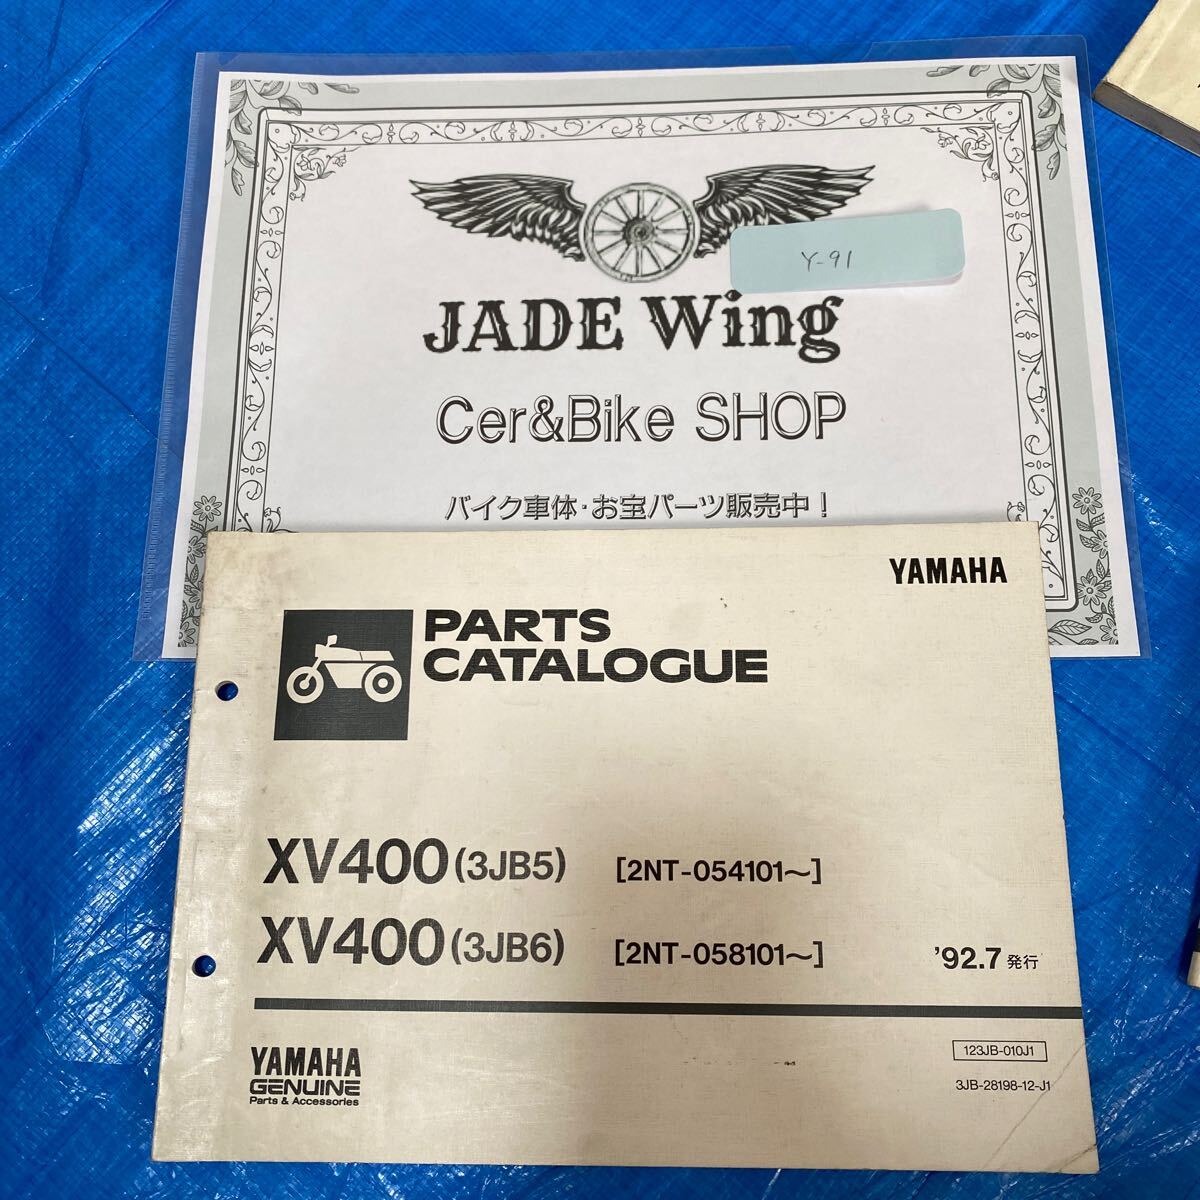 Y-91
JADE Wing
Cer&Bike SHOP
バイク車体・お宝パーツ販売中！
YAMAHA
PARTS
CATALOGUE
XV400 (3JB5) [2NT-054101～]
XV400 (3JB6) [2NT-058101～]
'92.7 発行
YAMAHA
GENUINE
Parts & Accessories
123JB-010J1
3JB-28198-12-J1